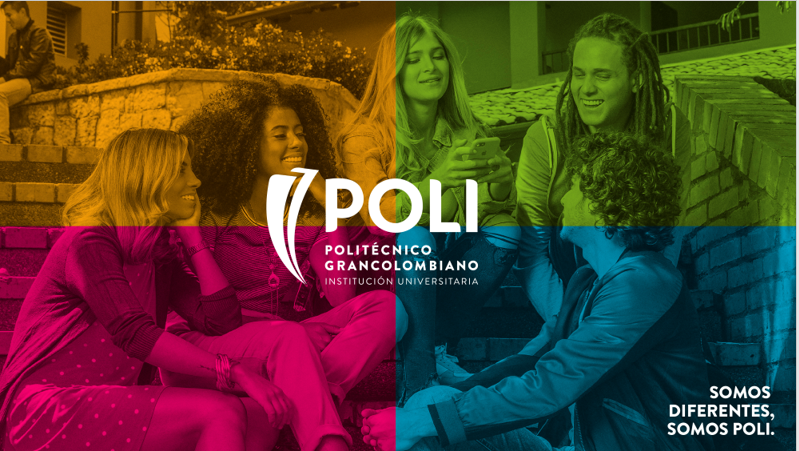 POLI
POLITÉCNICO
GRANCOLOMBIANO
INSTITUCIÓN UNIVERSITARIA
SOMOS
DIFERENTES,
SOMOS POLI.